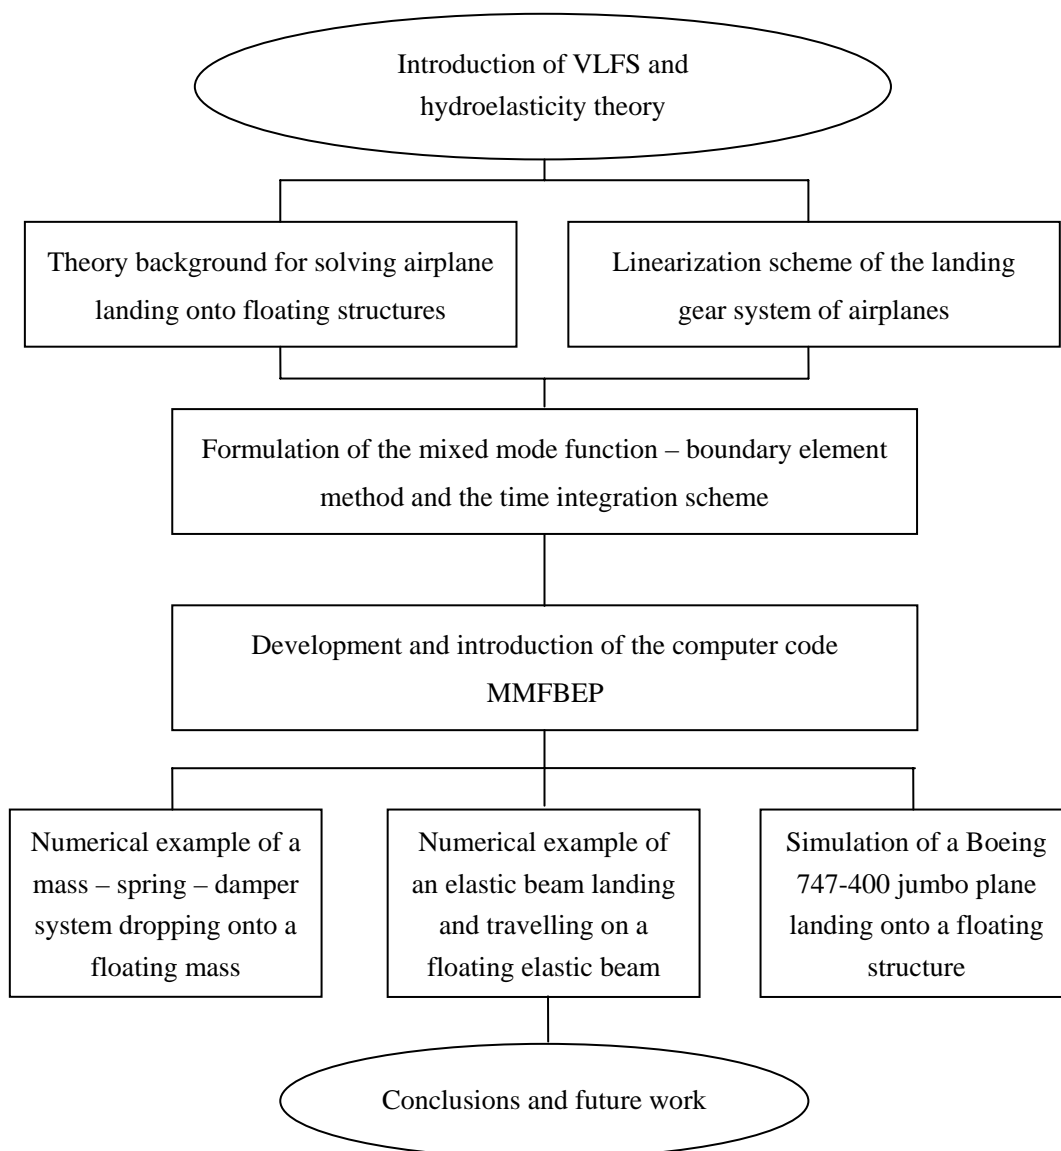 Introduction of VLFS and
hydroelasticity theory
Theory background for solving airplane
landing onto floating structures
Linearization scheme of the landing
gear system of airplanes
Formulation of the mixed mode function – boundary element
method and the time integration scheme
Development and introduction of the computer code
MMFBEP
Numerical example of a
mass – spring – damper
system dropping onto a
floating mass
Numerical example of
an elastic beam landing
and travelling on a
floating elastic beam
Simulation of a Boeing
747-400 jumbo plane
landing onto a floating
structure
Conclusions and future work